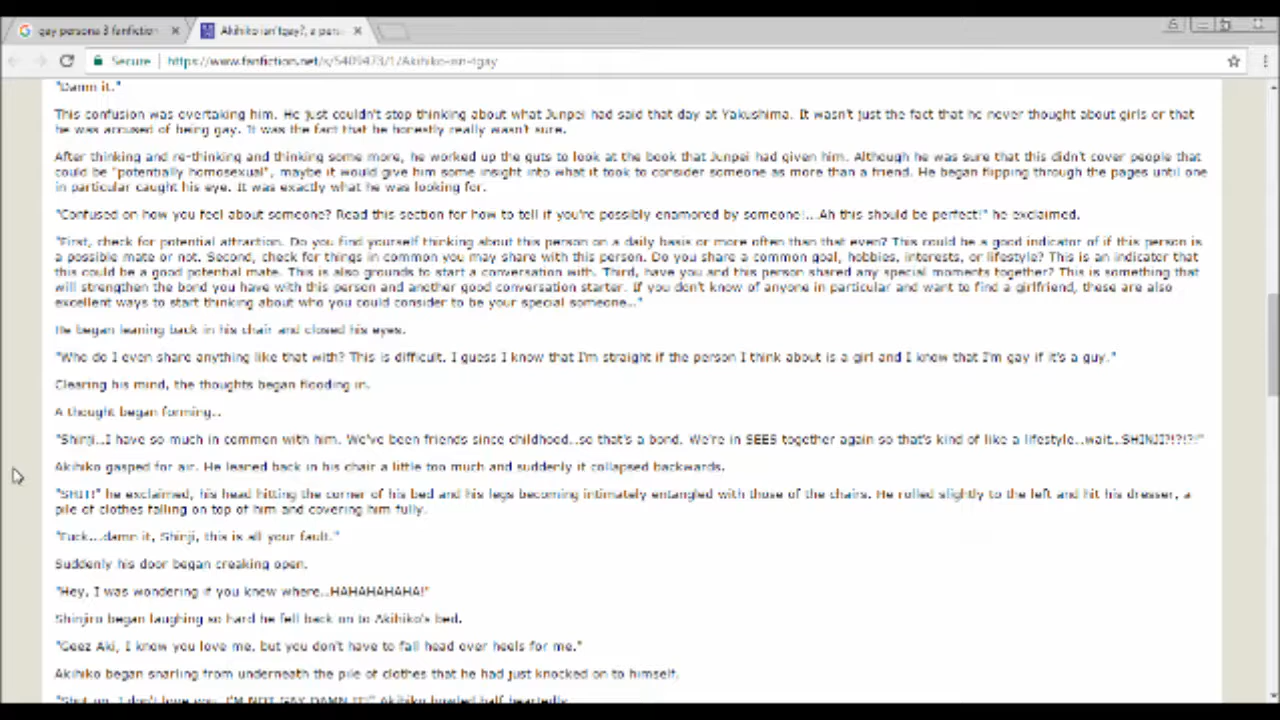 gay persona 3 fanfiction
Akihiko isn'tgay?, a pers
Secure
https://www.fanfiction.net/s/5409473/1/Akihiko-isn-tgay
"Damn it."
This confusion was overtaking him. He just couldn't stop thinking about what Junpei had said that day at Yakushima. It wasn't just the fact that he never thought about girls or that
he was accused of being gay. It was the fact that he honestly really wasn't sure.
After thinking and re-thinking and thinking some more, he worked up the guts to look at the book that Junpei had given him. Although he was sure that this didn't cover people that
could be "potentially homosexual", maybe it would give him some insight into what it took to consider someone as more than a friend. He began flipping through the pages until one
in particular caught his eye. It was exactly what he was looking for.
"Confused on how you feel about someone? Read this section for how to tell if you're possibly enamored by someone!...Ah this should be perfect!" he exclaimed.
"First, check for potential attraction. Do you find yourself thinking about this person on a daily basis or more often than that even? This could be a good indicator of if this person is
a possible mate or not. Second, check for things in common you may share with this person. Do you share a common goal, hobbies, interests, or lifestyle? This is an indicator that
this could be a good potential mate. This is also grounds to start a conversation with. Third, have you and this person shared any special moments together? This is something that
will strengthen the bond you have with this person and another good conversation starter. If you don't know of anyone in particular and want to find a girlfriend, these are also
excellent ways to start thinking about who you could consider to be your special someone..."
He began leaning back in his chair and closed his eyes.
"Who do I even share anything like that with? This is difficult. I guess I know that I'm straight if the person I think about is a girl and I know that I'm gay if it's a guy."
Clearing his mind, the thoughts began flooding in.
A thought began forming..
"Shinji..I have so much in common with him. We've been friends since childhood..so that's a bond. We're in SEES together again so that's kind of like a lifestyle..wait..SHINJI?!?!?!"
Akihiko gasped for air. He leaned back in his chair a little too much and suddenly it collapsed backwards.
"SHIT!" he exclaimed, his head hitting the corner of his bed and his legs becoming intimately entangled with those of the chairs. He rolled slightly to the left and hit his dresser, a
pile of clothes falling on top of him and covering him fully.
"Fuck...damn it, Shinji, this is all your fault."
Suddenly his door began creaking open.
"Hey, I was wondering if you knew where..HAHAHAHAHA!"
Shinjiro began laughing so hard he fell back on to Akihiko's bed.
"Geez Aki, I know you love me, but you don't have to fall head over heels for me."
Akihiko began snarling from underneath the pile of clothes that he had just knocked on to himself.
"Shut up, I don't love you, I'M NOT GAY DAMN IT!" Akihiko howled half heartedly.